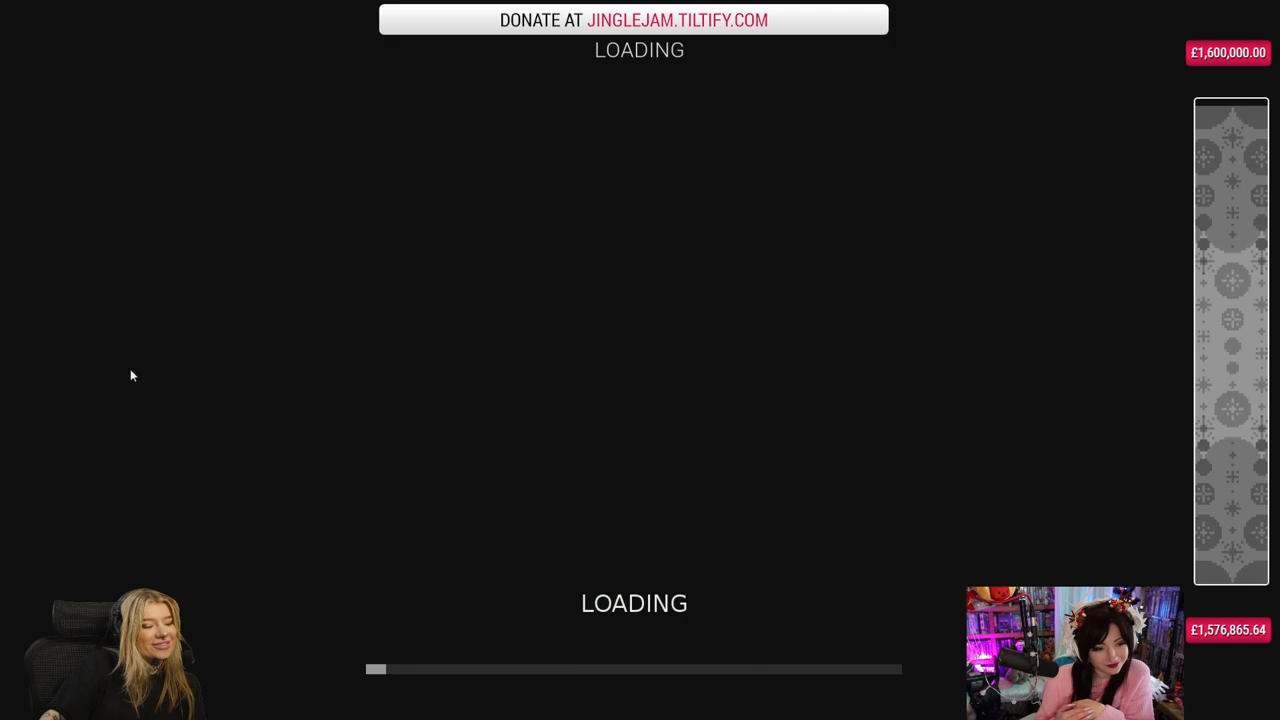 DONATE AT JINGLEJAM.TILTIFY.COM
LOADING
£1,600,000.00
LOADING
£1,576,865.64